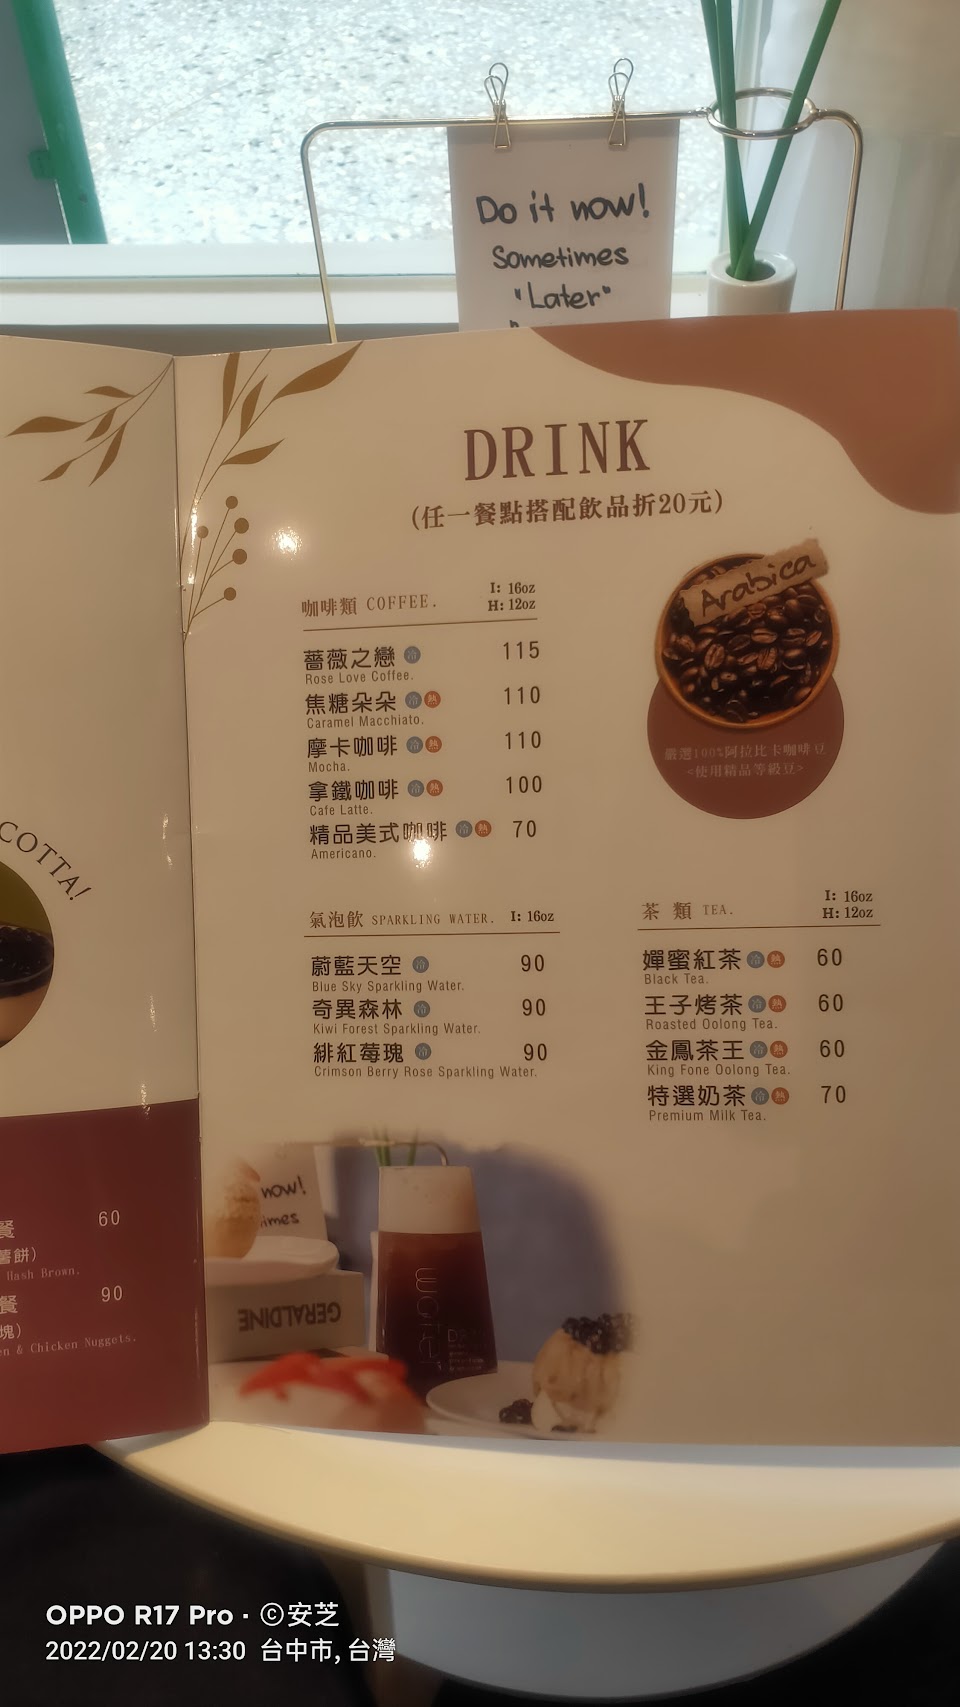 Do it now!
Sometimes
"Later"
DRINK
(任一餐點搭配飲品折20元)
咖啡類 COFFEE.
I: 16oz
H: 12oz
薔薇之戀 冷 115
Rose Love Coffee.
焦糖朵朵 冷 熱 110
Caramel Macchiato.
摩卡咖啡 冷 熱 110
Mocha.
拿鐵咖啡 冷 熱 100
Cafe Latte.
精品美式咖啡 冷 熱 70
Americano.
Arabica
嚴選100%阿拉比卡咖啡豆
<使用精品等級豆>
氣泡飲 SPARKLING WATER. I: 16oz
蔚藍天空 冷 90
Blue Sky Sparkling Water.
奇異森林 冷 90
Kiwi Forest Sparkling Water.
緋紅莓瑰 冷 90
Crimson Berry Rose Sparkling Water.
茶 類 TEA.
I: 16oz
H: 12oz
嬋蜜紅茶 冷 熱 60
Black Tea.
王子烤茶 冷 熱 60
Roasted Oolong Tea.
金鳳茶王 冷 熱 60
King Fone Oolong Tea.
特選奶茶 冷 熱 70
Premium Milk Tea.
COTTA!
餐 60
薯餅)
Hash Brown.
餐 90
塊)
en & Chicken Nuggets.
now!
imes
GERALDINE
water
OPPO R17 Pro · ©安芝
2022/02/20 13:30 台中市, 台灣